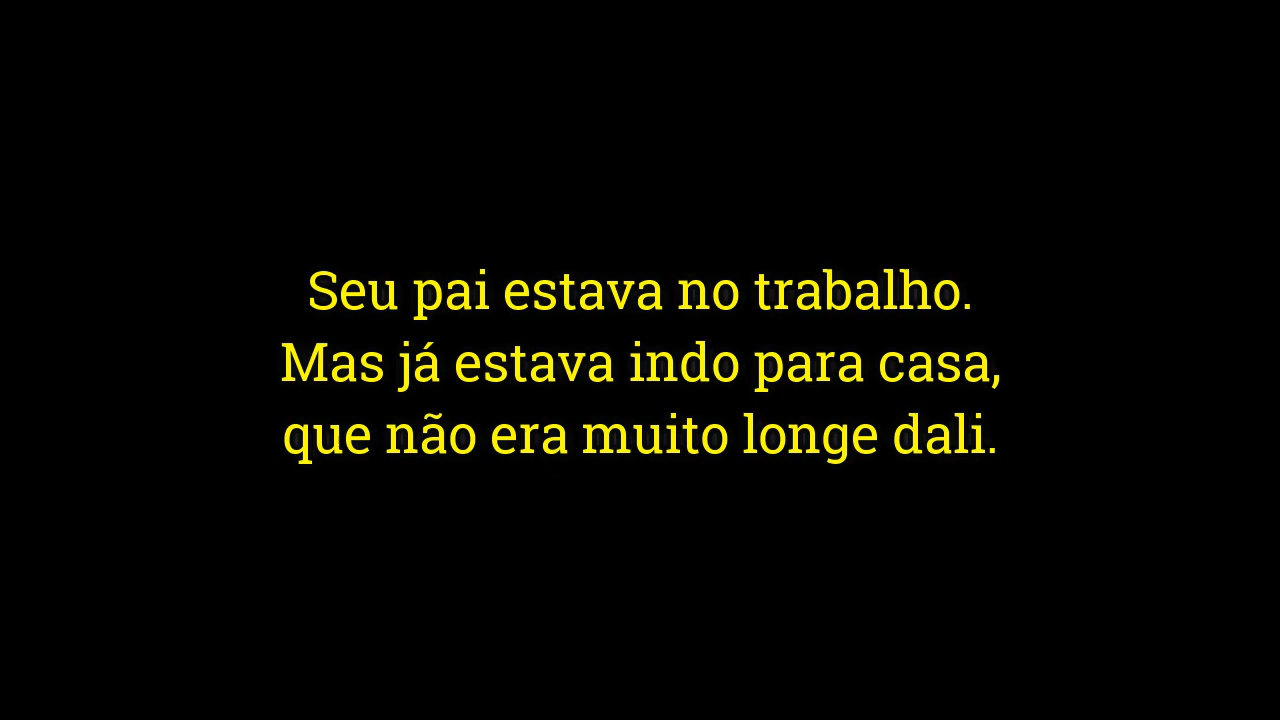 Seu pai estava no trabalho.
Mas já estava indo para casa,
que não era muito longe dali.